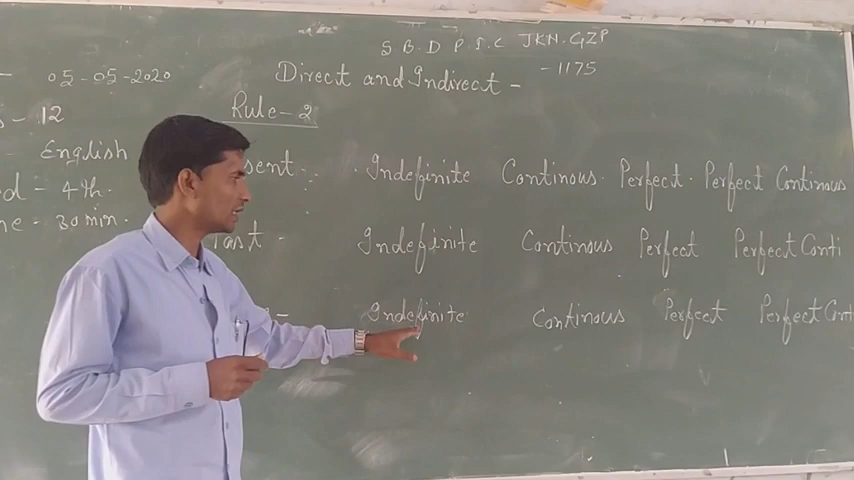 S B. D P. S. C JKN. GZP
- 05-05-2020 Direct and Indirect - - 1175
s - 12 Rule - 2
English
sent - . Indefinite Continous. Perfect. Perfect Continous
d - 4th.
ne - 30 min.
Past - Indefinite Continous Perfect Perfect Conti
- Indefinite Continous Perfect Perfect Conti